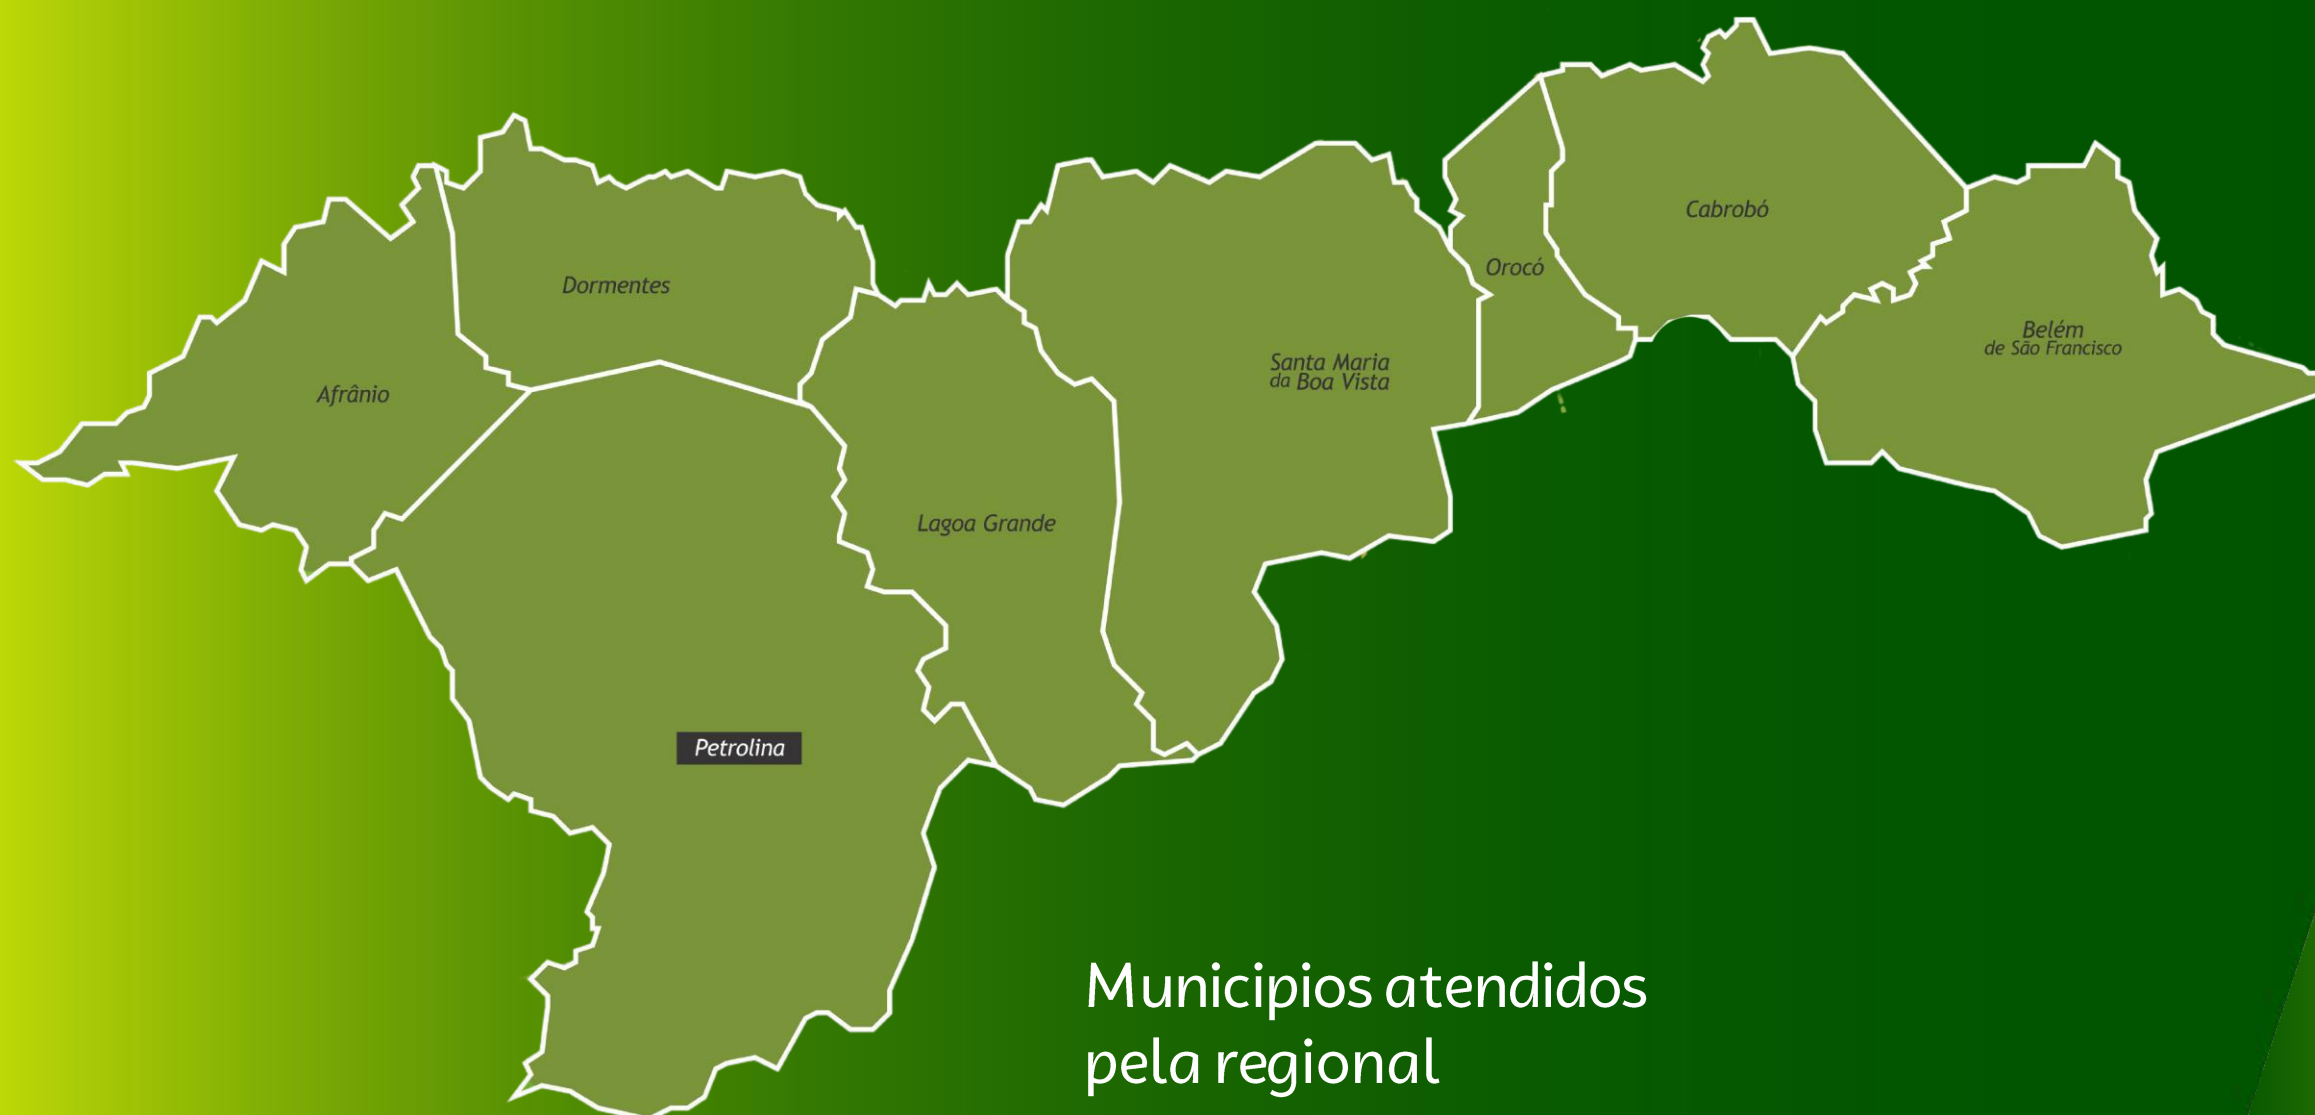 Cabrobó
Orocó
Dormentes
Belém
de São Francisco
Santa Maria
da Boa Vista
Afrânio
Lagoa Grande
Petrolina
Municipios atendidos
pela regional